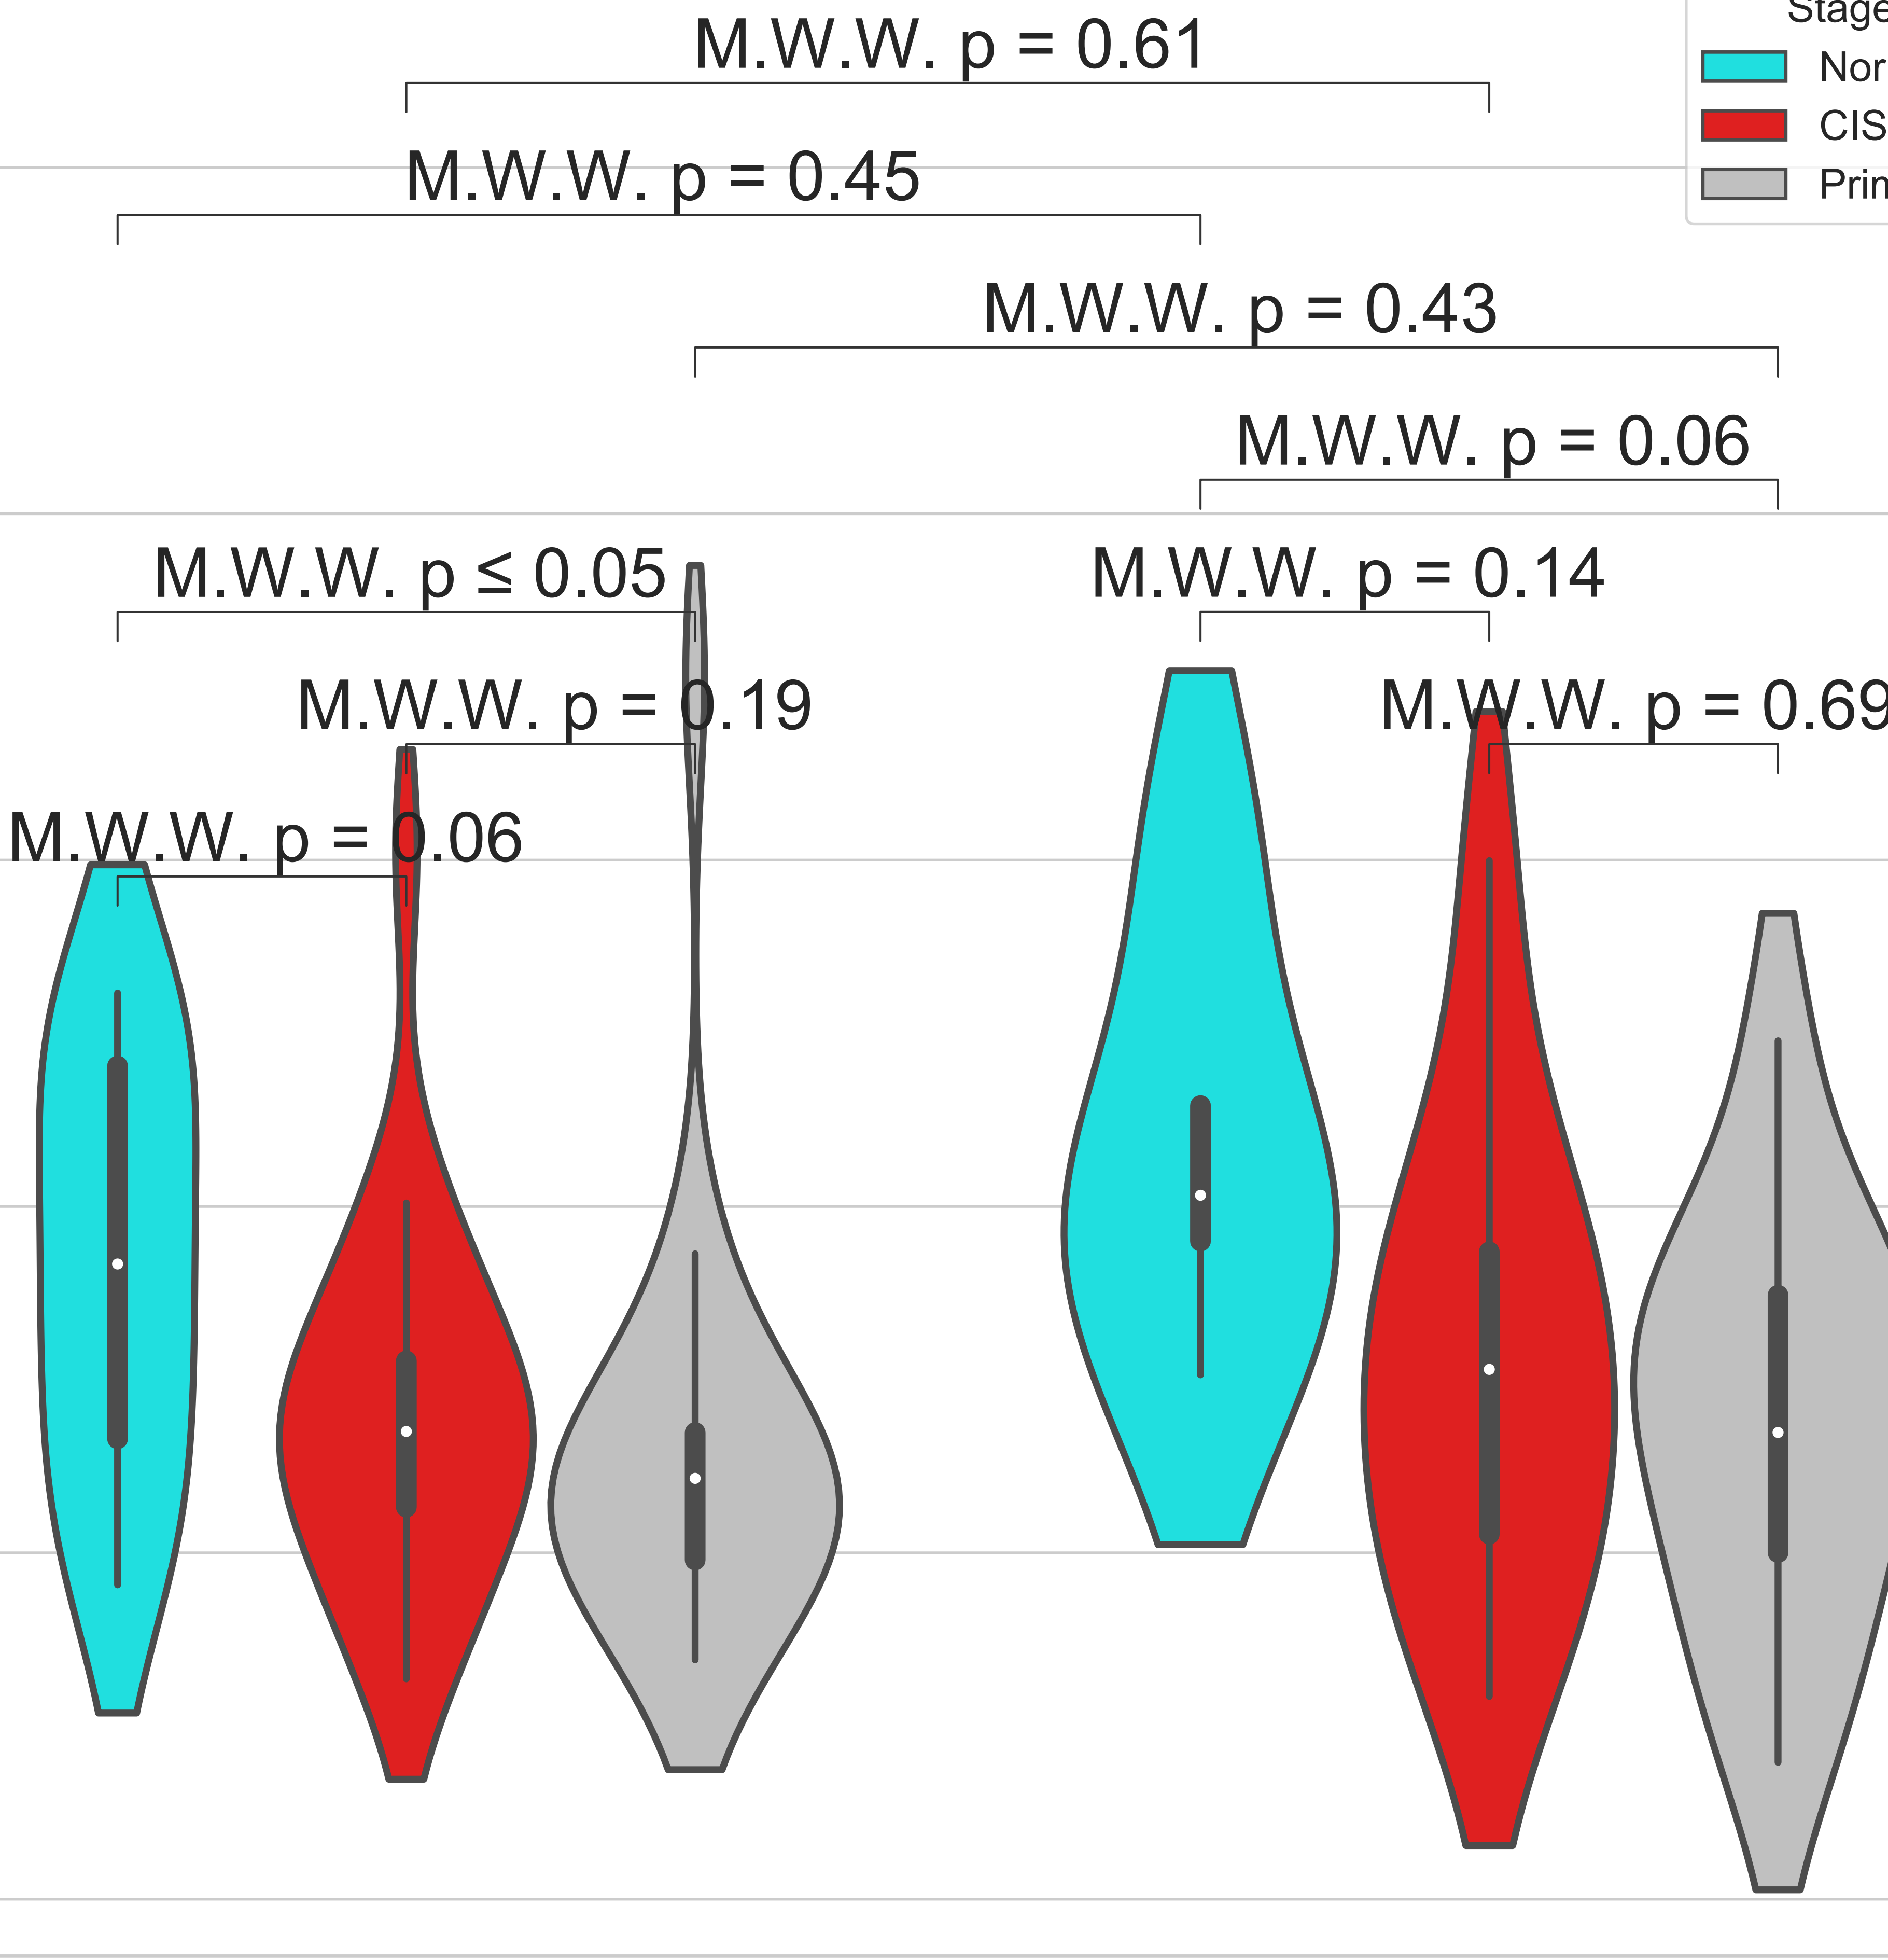 M.W.W. p = 0.61
Stage
Nor
CIS
Prim
M.W.W. p = 0.45
M.W.W. p = 0.43
M.W.W. p = 0.06
M.W.W. p ≤ 0.05
M.W.W. p = 0.14
M.W.W. p = 0.19
M.W.W. p = 0.69
M.W.W. p = 0.06